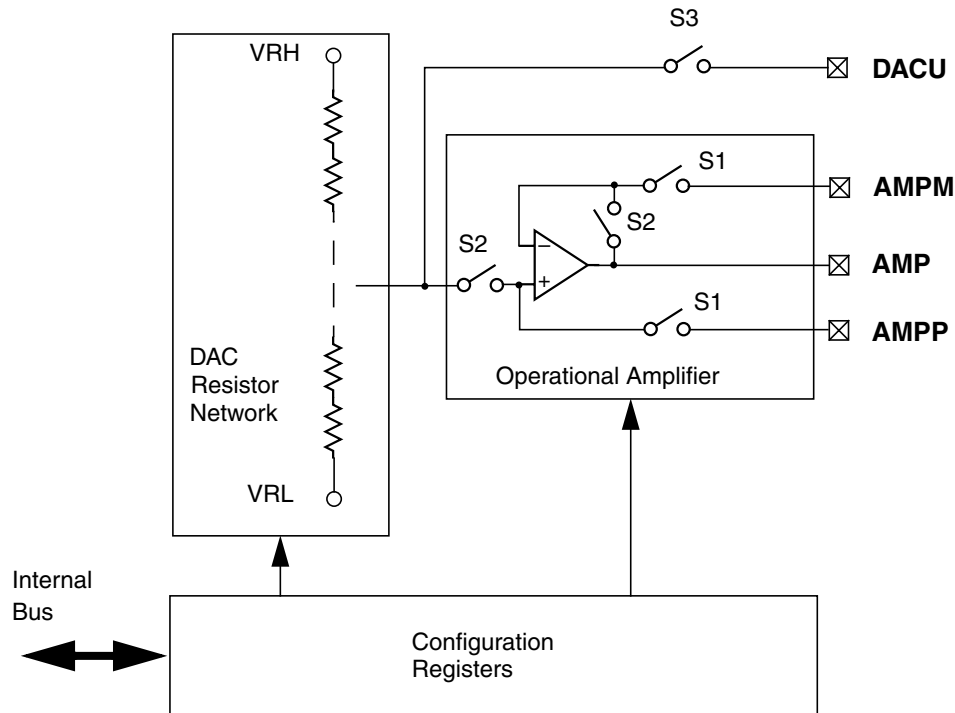 S3
VRH
DACU
S1
AMPM
S2
S2
−
+
AMP
S1
AMPP
DAC
Resistor
Network
Operational Amplifier
VRL
Internal
Bus
Configuration
Registers